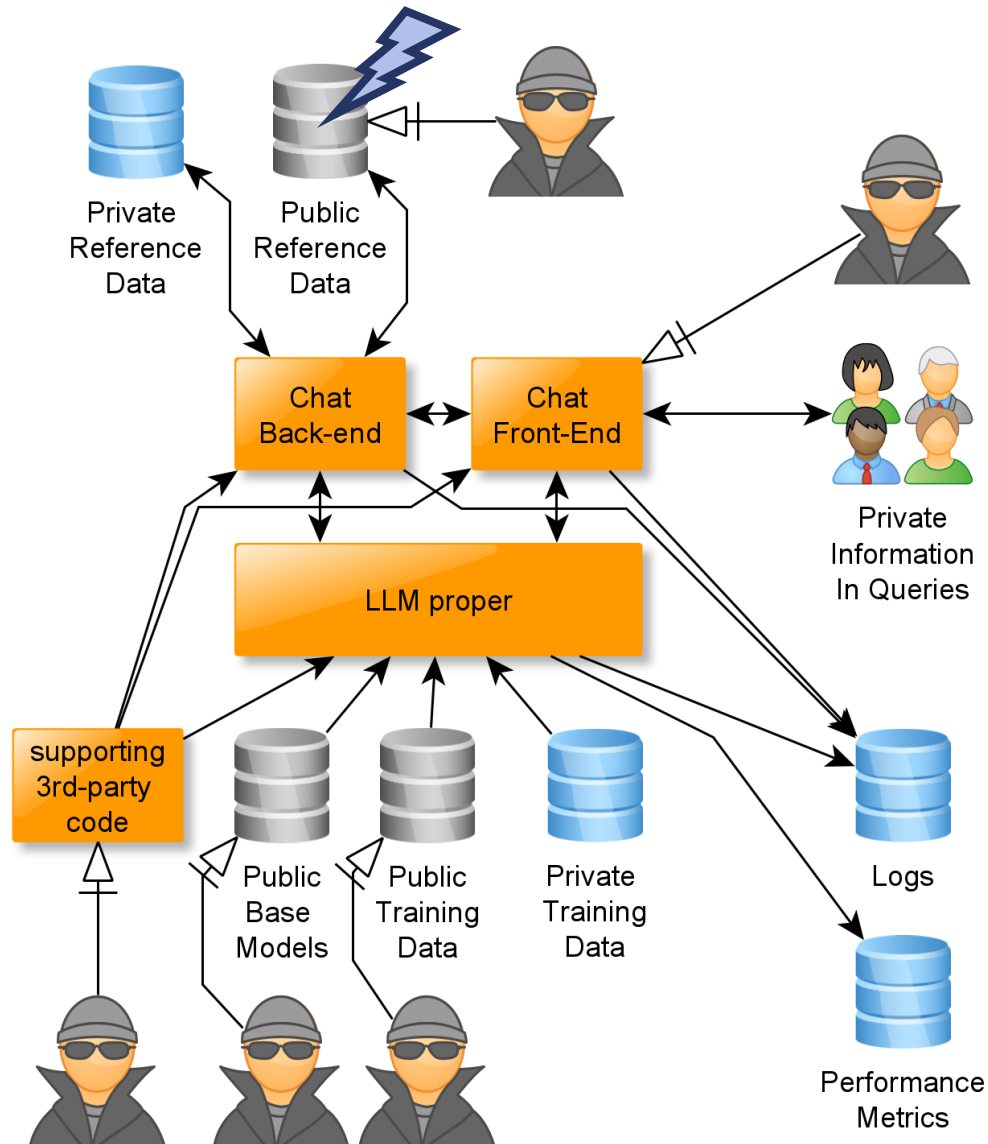 Private
Reference
Data
Public
Reference
Data
Chat
Back-end
Chat
Front-End
Private
Information
In Queries
LLM proper
supporting
3rd-party
code
Public
Base
Models
Public
Training
Data
Private
Training
Data
Logs
Performance
Metrics